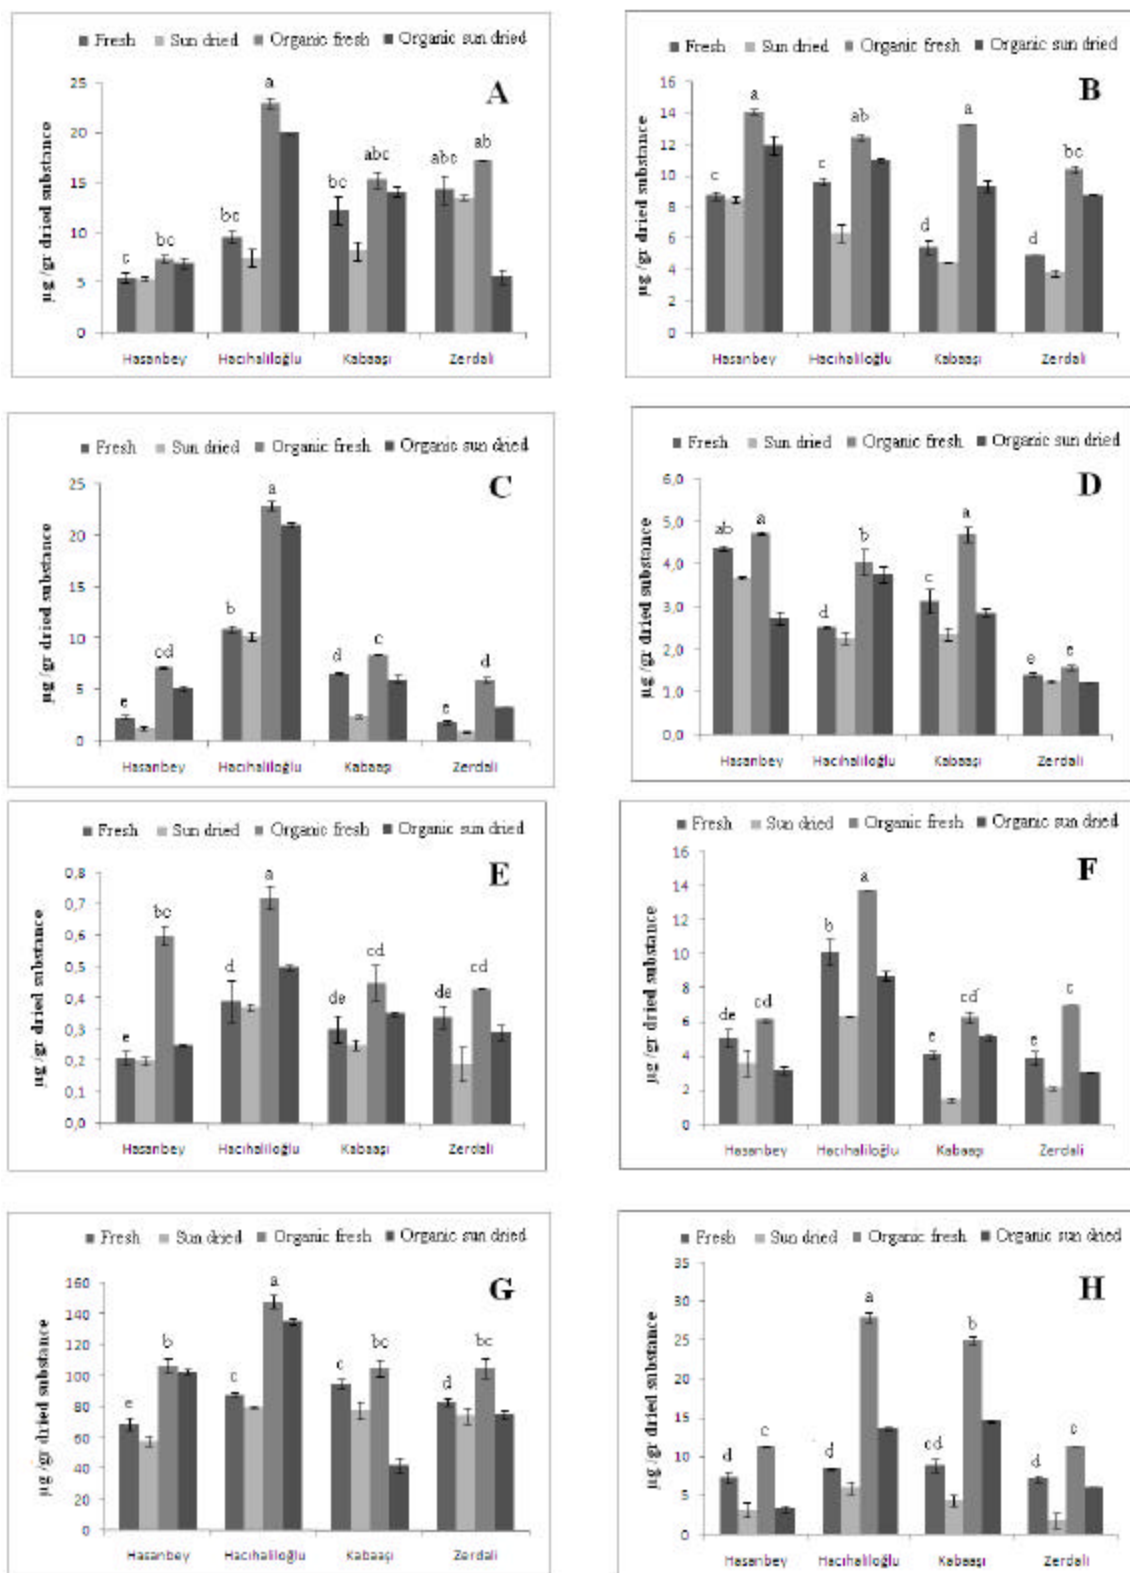 Fresh Sun dried Organic fresh Organic sun dried
A
µg /gr dried substance
25
20
15
10
5
0
c bc bc a bc abc abc ab
Hasanbey Hacıhaliloğlu Kabaaşı Zerdali
Fresh Sun dried Organic fresh Organic sun dried
B
µg /gr dried substance
16
14
12
10
8
6
4
2
0
c a c ab d a d bc
Hasanbey Hacıhaliloğlu Kabaaşı Zerdali
Fresh Sun dried Organic fresh Organic sun dried
C
µg /gr dried substance
25
20
15
10
5
0
e cd b a d c e d
Hasanbey Hacıhaliloğlu Kabaaşı Zerdali
Fresh Sun dried Organic fresh Organic sun dried
D
µg /gr dried substance
6,0
5,0
4,0
3,0
2,0
1,0
0,0
ab a d b c a e e
Hasanbey Hacıhaliloğlu Kabaaşı Zerdali
Fresh Sun dried Organic fresh Organic sun dried
E
µg /gr dried substance
0,8
0,7
0,6
0,5
0,4
0,3
0,2
0,1
0,0
e bc d a de cd de cd
Hasanbey Hacıhaliloğlu Kabaaşı Zerdali
Fresh Sun dried Organic fresh Organic sun dried
F
µg /gr dried substance
16
14
12
10
8
6
4
2
0
de cd b a e cd e c
Hasanbey Hacıhaliloğlu Kabaaşı Zerdali
Fresh Sun dried Organic fresh Organic sun dried
G
µg /gr dried substance
160
140
120
100
80
60
40
20
0
e b c a c bc d bc
Hasanbey Hacıhaliloğlu Kabaaşı Zerdali
Fresh Sun dried Organic fresh Organic sun dried
H
µg /gr dried substance
35
30
25
20
15
10
5
0
d c d a cd b d c
Hasanbey Hacıhaliloğlu Kabaaşı Zerdali